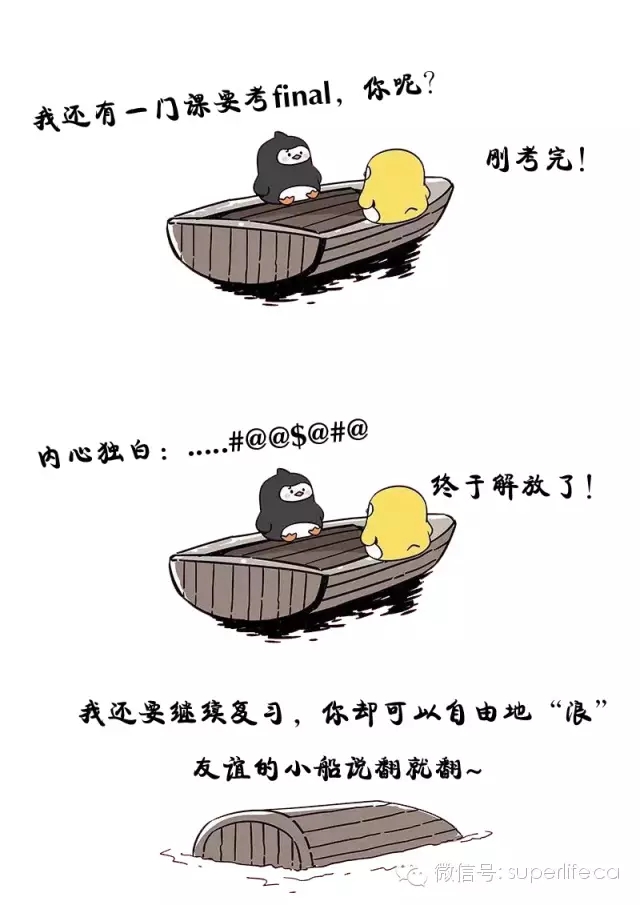 我还有一门课要考final，你呢？
刚考完！
内心独白：.....#@@$@#@
终于解放了！
我还要继续复习，你却可以自由地“浪”
友谊的小船说翻就翻~
微信号: superlifeca